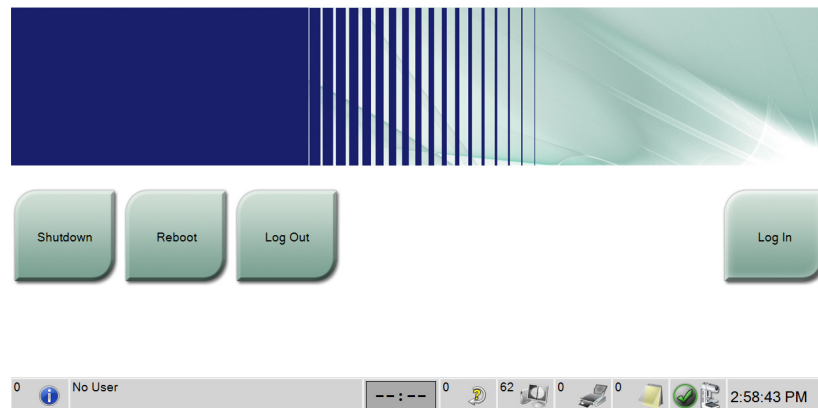 Shutdown
Reboot
Log Out
Log In
0
No User
--:--
0
62
0
0
2:58:43 PM